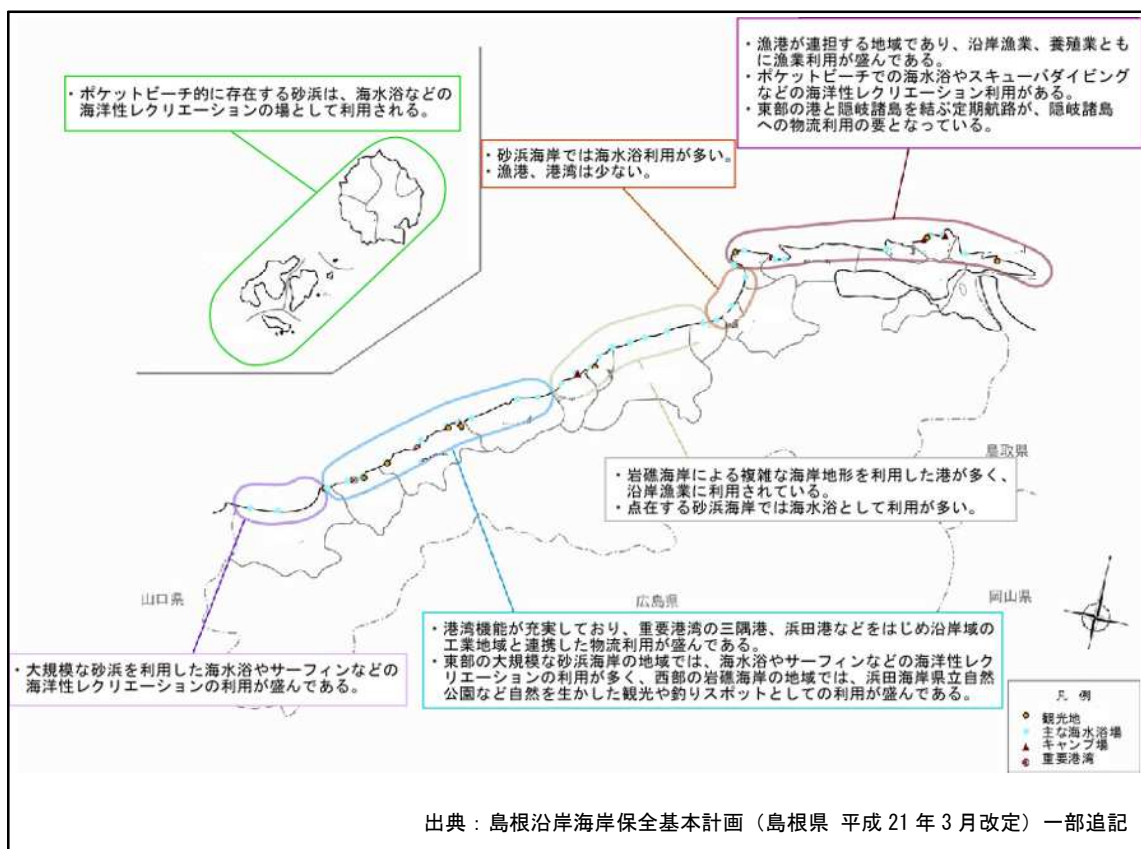 ・漁港が連担する地域であり、沿岸漁業、養殖業とも
に漁業利用が盛んである。
・ポケットビーチでの海水浴やスキューバダイビング
などの海洋性レクリエーション利用がある。
・東部の港と隠岐諸島を結ぶ定期航路が、隠岐諸島
への物流利用の要となっている。
・ポケットビーチ的に存在する砂浜は、海水浴などの
海洋性レクリエーションの場として利用される。
・砂浜海岸では海水浴利用が多い。
・漁港、港湾は少ない。
鳥取県
・岩礁海岸による複雑な海岸地形を利用した港が多く、
沿岸漁業に利用されている。
・点在する砂浜海岸では海水浴として利用が多い。
山口県
広島県
岡山県
・港湾機能が充実しており、重要港湾の三隅港、浜田港などをはじめ沿岸域の
工業地域と連携した物流利用が盛んである。
・東部の大規模な砂浜海岸の地域では、海水浴やサーフィンなどの海洋性レク
リエーションの利用が多く、西部の岩礁海岸の地域では、浜田海岸県立自然
公園など自然を生かした観光や釣りスポットとしての利用が盛んである。
・大規模な砂浜を利用した海水浴やサーフィンなどの
海洋性レクリエーションの利用が盛んである。
凡 例
観光地
主な海水浴場
キャンプ場
重要港湾
出典：島根沿岸海岸保全基本計画（島根県 平成21年3月改定）一部追記